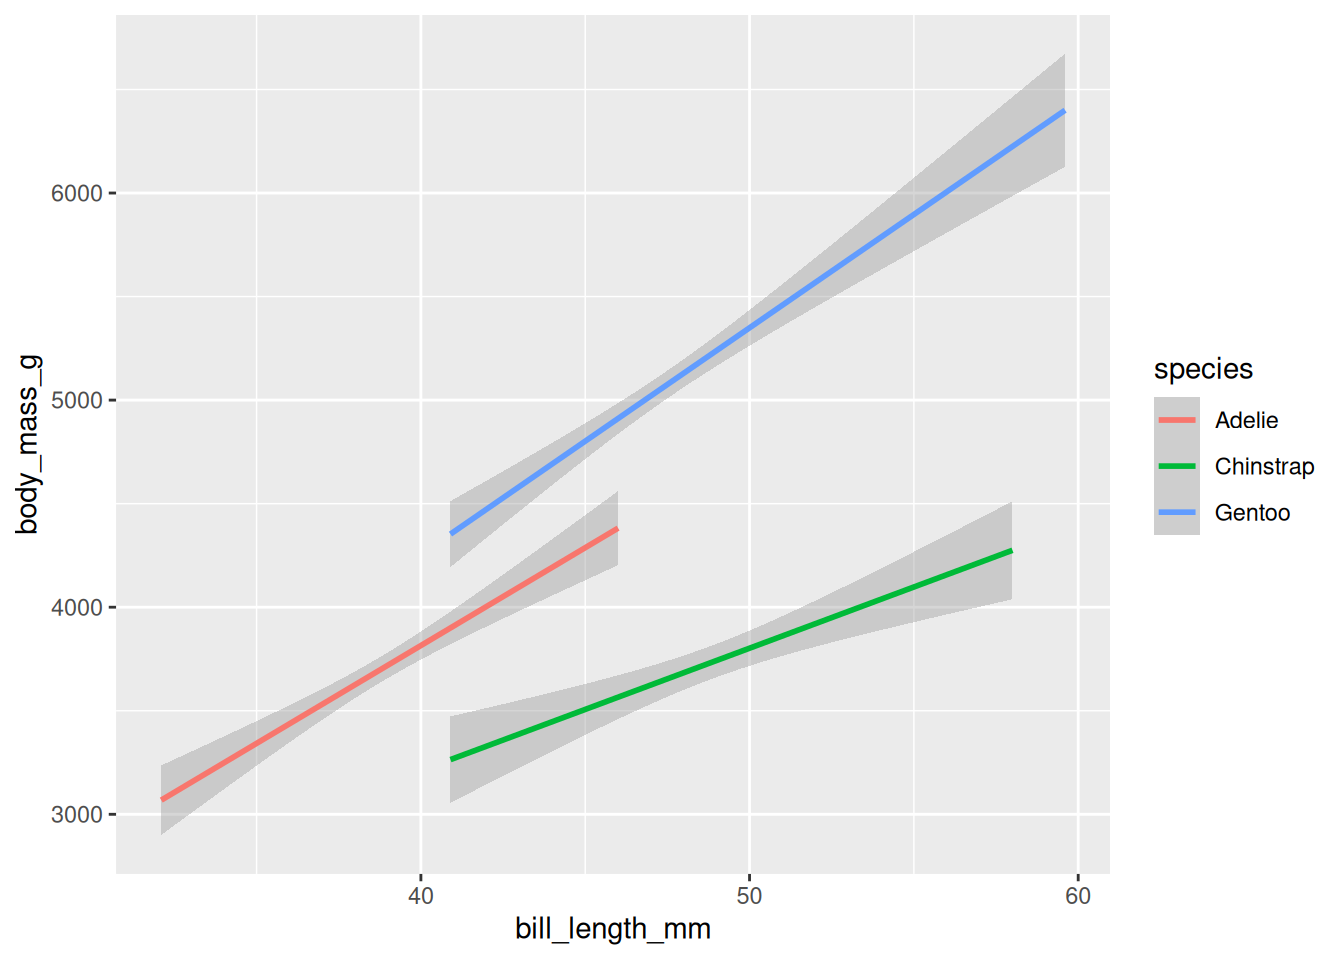 6000
5000
4000
3000
body_mass_g
40 50 60
bill_length_mm
species
Adelie
Chinstrap
Gentoo